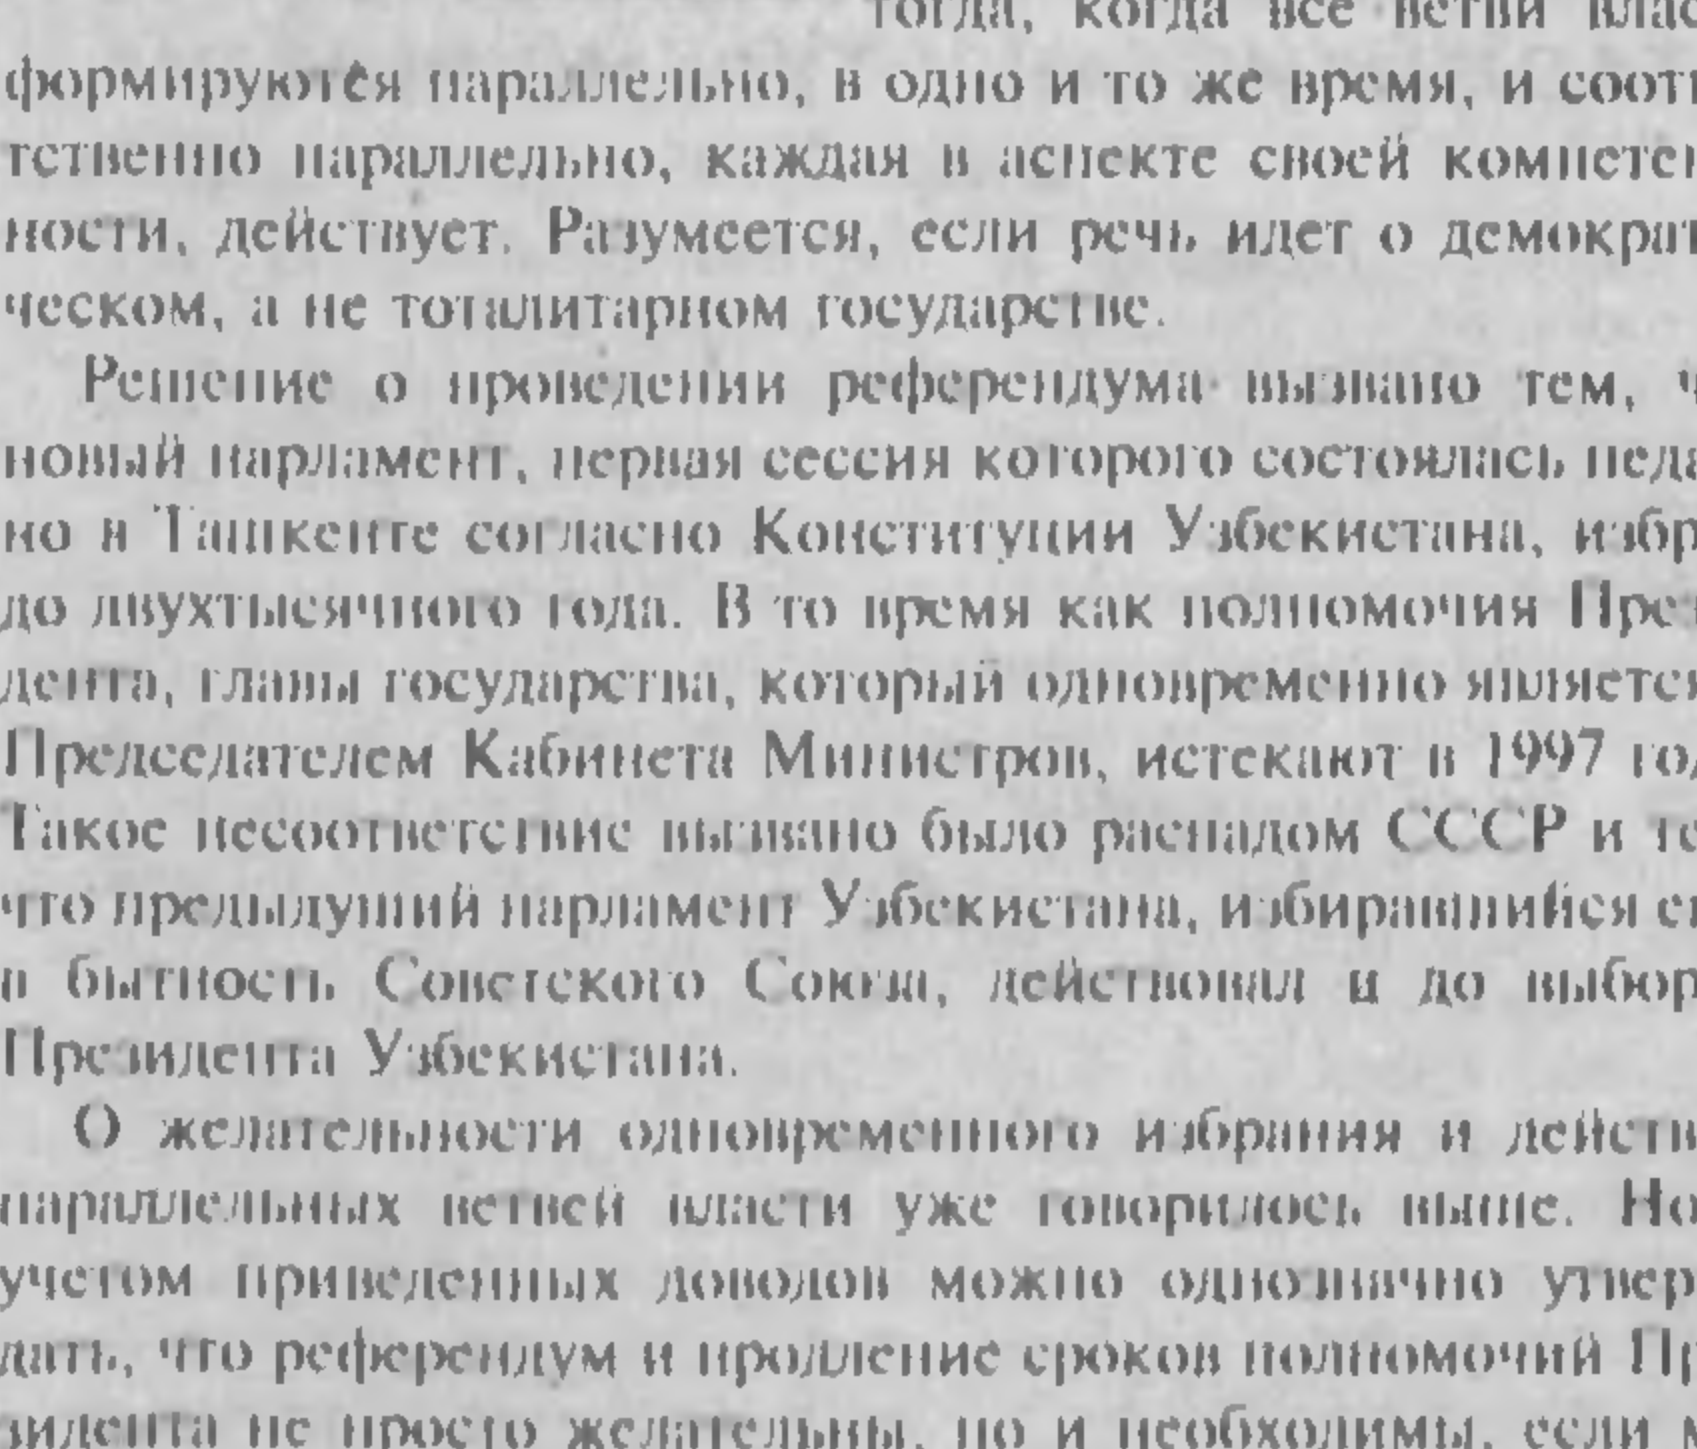 тогда, когда все ветви влас
формируются параллельно, в одно и то же время, и соотв
тственно параллельно, каждая в аспекте своей компетен
ности, действует. Разумеется, если речь идет о демократ
ческом, а не тоталитарном государстве.
Решение о проведении референдума вызвано тем, ч
новый парламент, первая сессия которого состоялась неда
но в Ташкенте согласно Конституции Узбекистана, избр
до двухтысячного года. В то время как полномочия През
дента, главы государства, который одновременно является
Председателем Кабинета Министров, истекают в 1997 год
Такое несоответствие вызвано было распадом СССР и те
что предыдущий парламент Узбекистана, избиравшийся е
в бытность Советского Союза, действовал и до выбор
Президента Узбекистана.
О желательности одновременного избрания и действ
параллельных ветвей власти уже говорилось выше. Но
учетом приведенных доводов можно однозначно утвер
дать, что референдум и продление сроков полномочий Пр
зидента не просто желательны, но и необходимы, если м